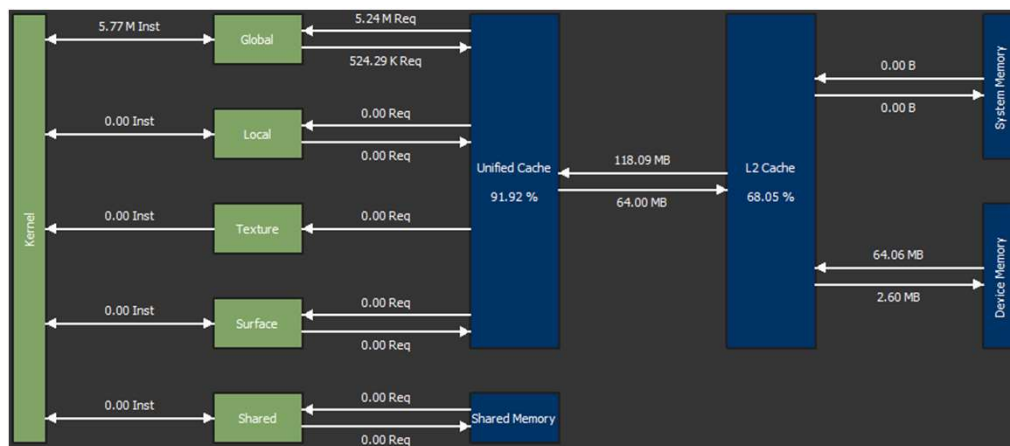 Kernel
5.77 M Inst
Global
5.24 M Req
524.29 K Req
0.00 Inst
Local
0.00 Req
0.00 Req
0.00 Inst
Texture
0.00 Req
0.00 Inst
Surface
0.00 Req
0.00 Req
0.00 Inst
Shared
0.00 Req
0.00 Req
Unified Cache
91.92 %
Shared Memory
118.09 MB
64.00 MB
L2 Cache
68.05 %
0.00 B
0.00 B
System Memory
64.06 MB
2.60 MB
Device Memory